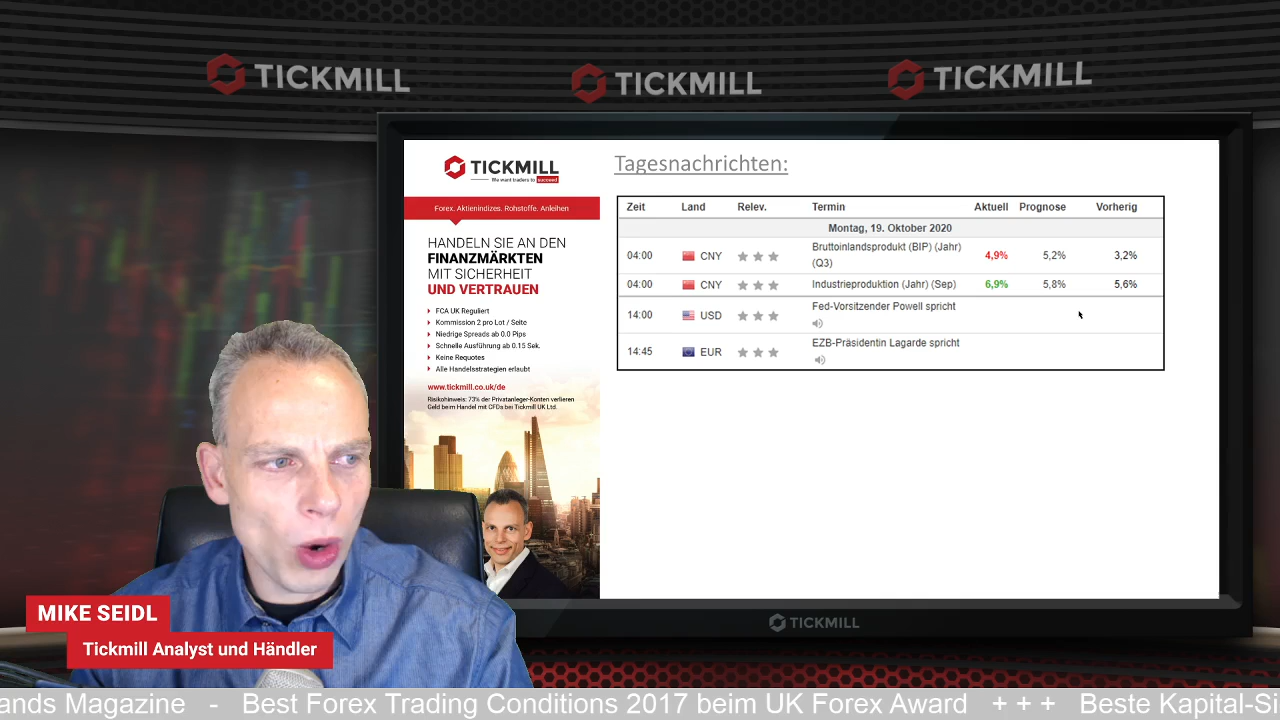 TICKMILL
TICKMILL
TICKMILL
TICKMILL
We want traders to succeed
Forex. Aktienindizes. Rohstoffe. Anleihen
HANDELN SIE AN DEN
FINANZMÄRKTEN
MIT SICHERHEIT
UND VERTRAUEN
FCA UK Reguliert
Kommission 2 pro Lot / Seite
Niedrige Spreads ab 0.0 Pips
Schnelle Ausführung ab 0.15 Sek.
Keine Requotes
Alle Handelsstrategien erlaubt
www.tickmill.co.uk/de
Risikohinweis: 73% der Privatanleger-Konten verlieren
Geld beim Handel mit CFDs bei Tickmill UK Ltd.
Tagesnachrichten:
Zeit Land Relev. Termin Aktuell Prognose Vorherig
Montag, 19. Oktober 2020
04:00 CNY Bruttoinlandsprodukt (BIP) (Jahr) (Q3) 4,9% 5,2% 3,2%
04:00 CNY Industrieproduktion (Jahr) (Sep) 6,9% 5,8% 5,6%
14:00 USD Fed-Vorsitzender Powell spricht
14:45 EUR EZB-Präsidentin Lagarde spricht
TICKMILL
MIKE SEIDL
Tickmill Analyst und Händler
ands Magazine - Best Forex Trading Conditions 2017 beim UK Forex Award + + + Beste Kapital-Si